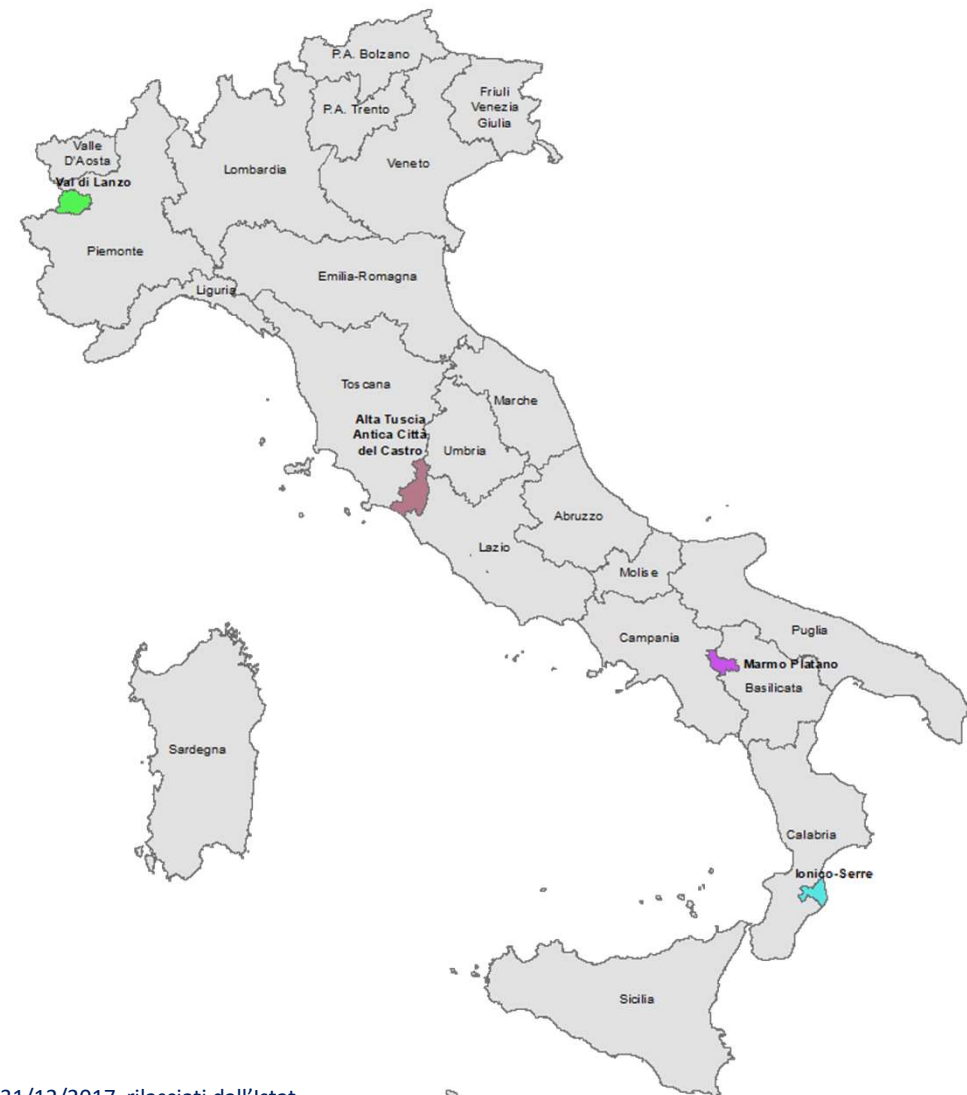 P.A. Bolzano
P.A. Trento
Friuli
Venezia
Giulia
Valle
D'Aosta
Val di Lanzo
Lombardia
Veneto
Piemonte
Emilia-Romagna
Liguria
Toscana
Marche
Alta Tuscia
Antica Città
del Castro
Umbria
Abruzzo
Lazio
Molise
Campania
Puglia
Marmo Platano
Basilicata
Sardegna
Calabria
Ionico-Serre
Sicilia
31/12/2017, rilasciati dall'Istat